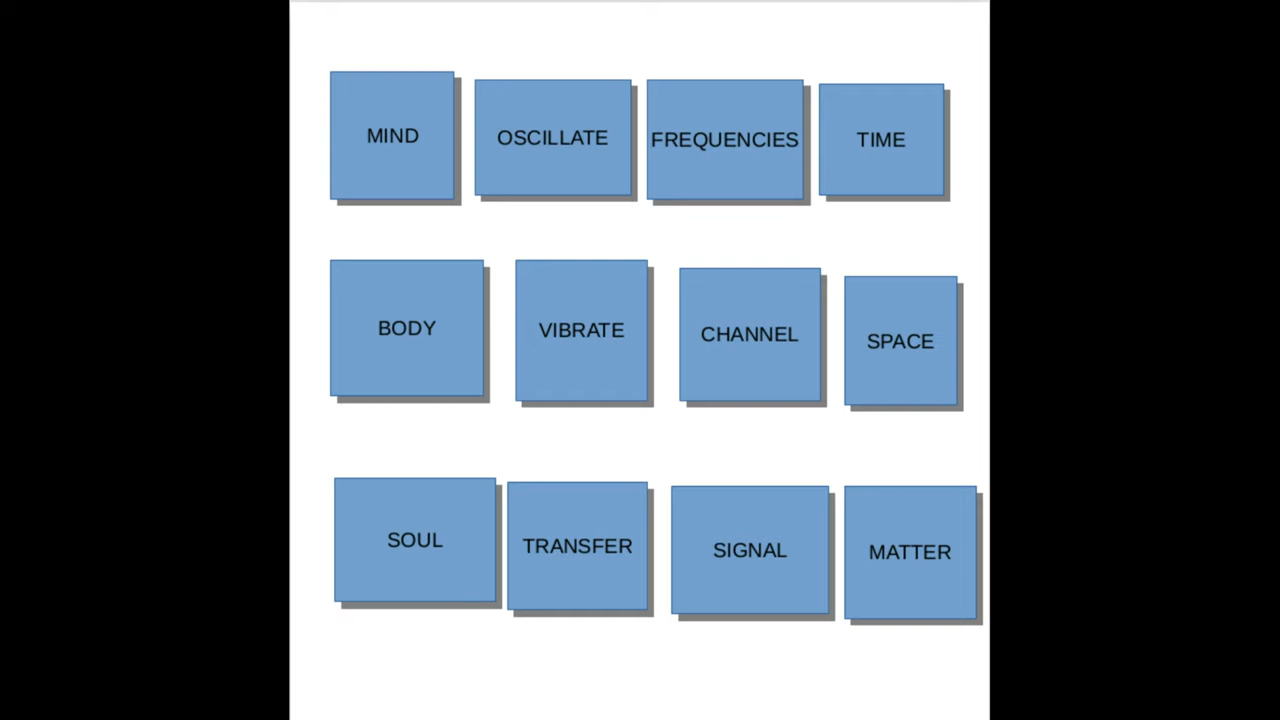 MIND OSCILLATE FREQUENCIES TIME
BODY VIBRATE CHANNEL SPACE
SOUL TRANSFER SIGNAL MATTER